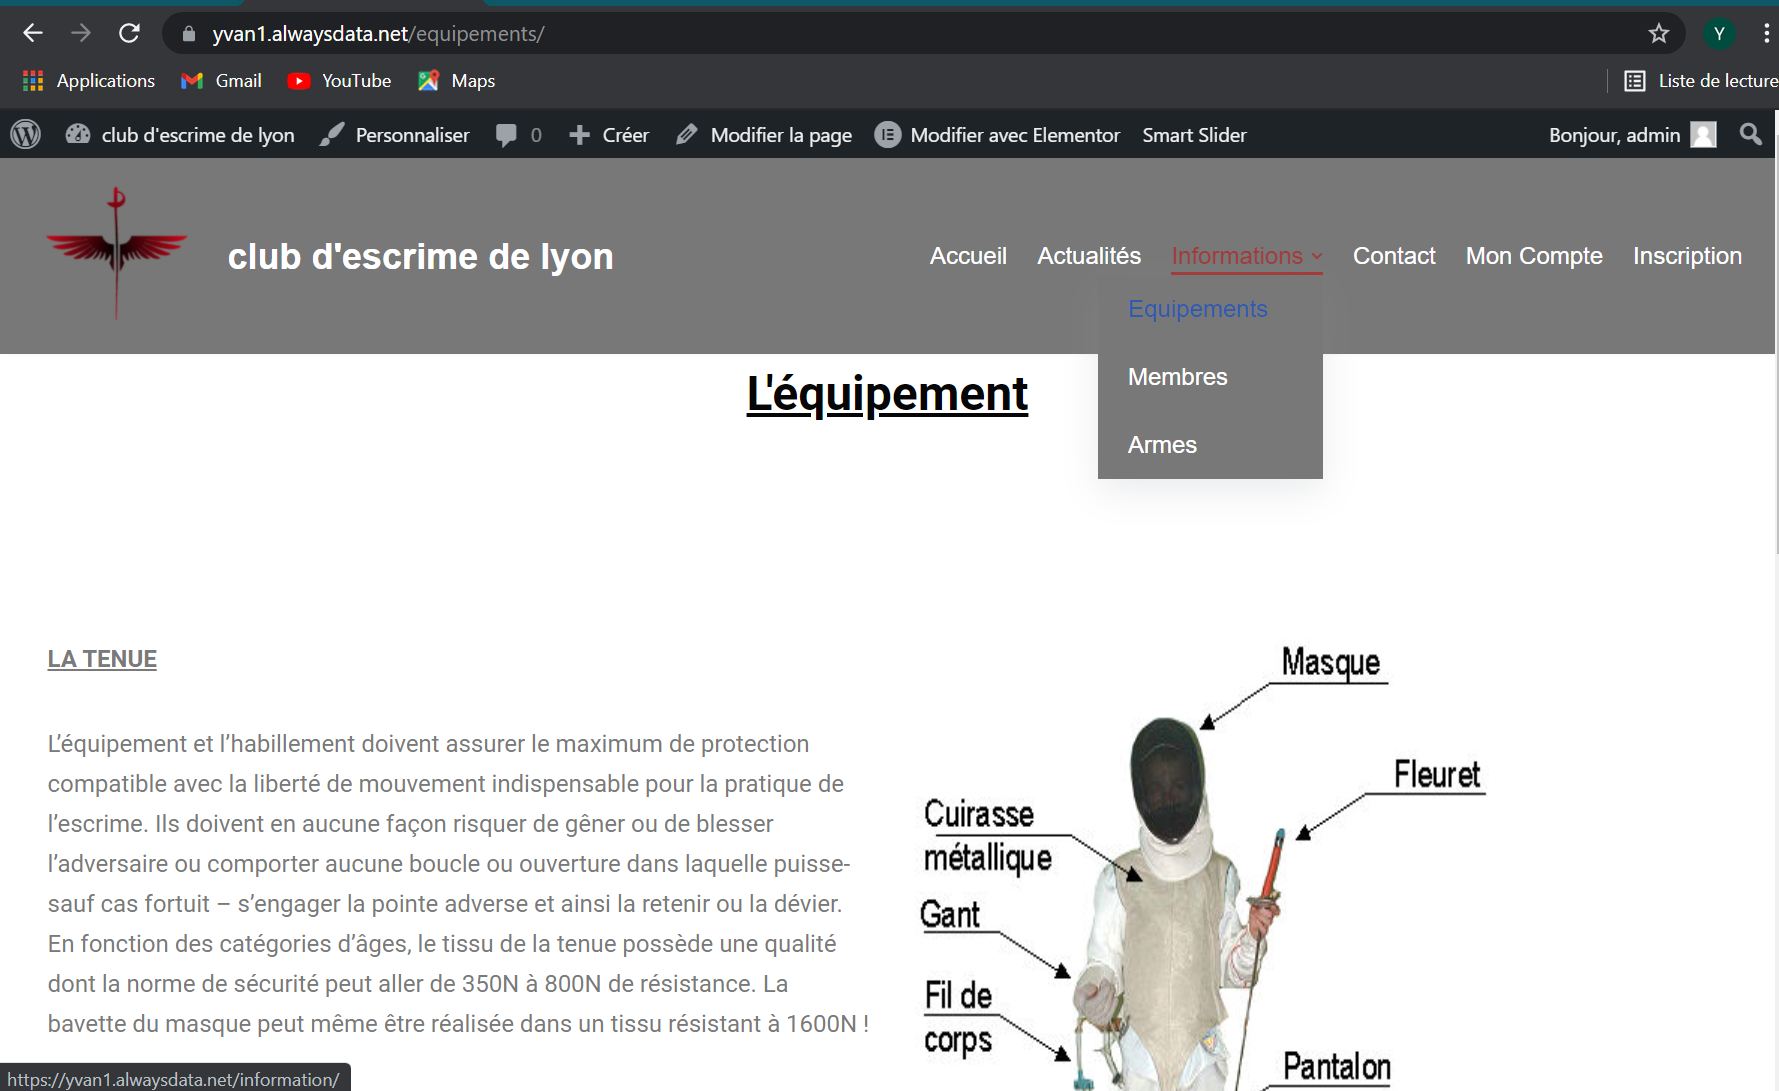 yvan1.alwaysdata.net/equipements/
Y
Applications Gmail YouTube Maps Liste de lecture
club d'escrime de lyon Personnaliser 0 Créer Modifier la page Modifier avec Elementor Smart Slider Bonjour, admin
club d'escrime de lyon
Accueil Actualités Informations Contact Mon Compte Inscription
Equipements
Membres
Armes
L'équipement
LA TENUE
L’équipement et l’habillement doivent assurer le maximum de protection
compatible avec la liberté de mouvement indispensable pour la pratique de
l’escrime. Ils doivent en aucune façon risquer de gêner ou de blesser
l’adversaire ou comporter aucune boucle ou ouverture dans laquelle puisse-
sauf cas fortuit – s’engager la pointe adverse et ainsi la retenir ou la dévier.
En fonction des catégories d’âges, le tissu de la tenue possède une qualité
dont la norme de sécurité peut aller de 350N à 800N de résistance. La
bavette du masque peut même être réalisée dans un tissu résistant à 1600N !
Masque
Fleuret
Cuirasse
métallique
Gant
Fil de
corps
Pantalon
https://yvan1.alwaysdata.net/information/